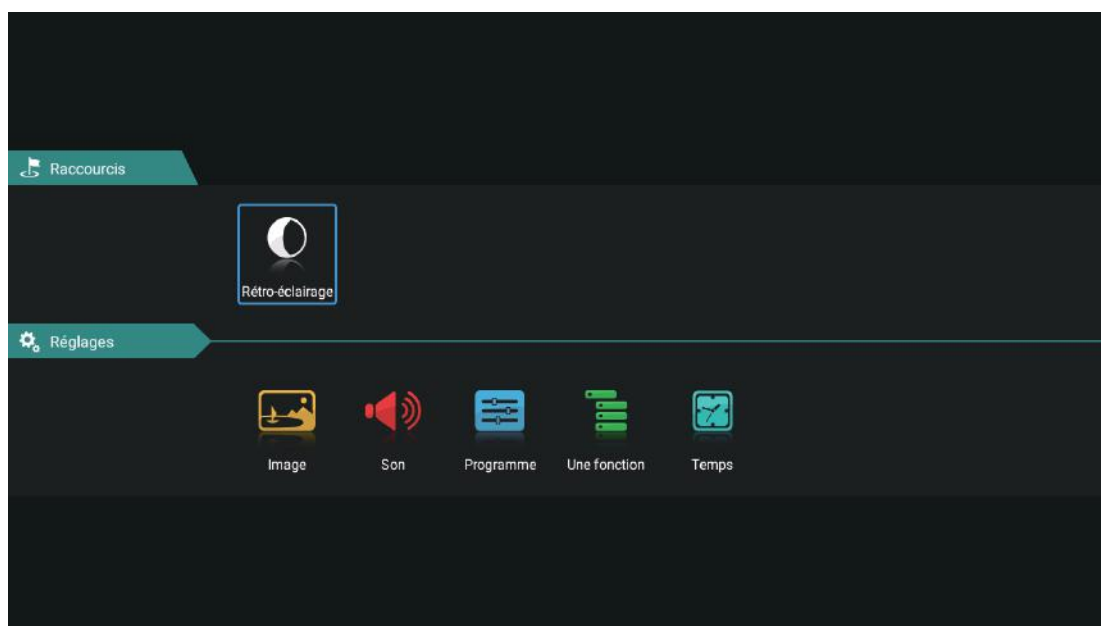 Raccourcis
Rétro-éclairage
Réglages
Image Son Programme Une fonction Temps